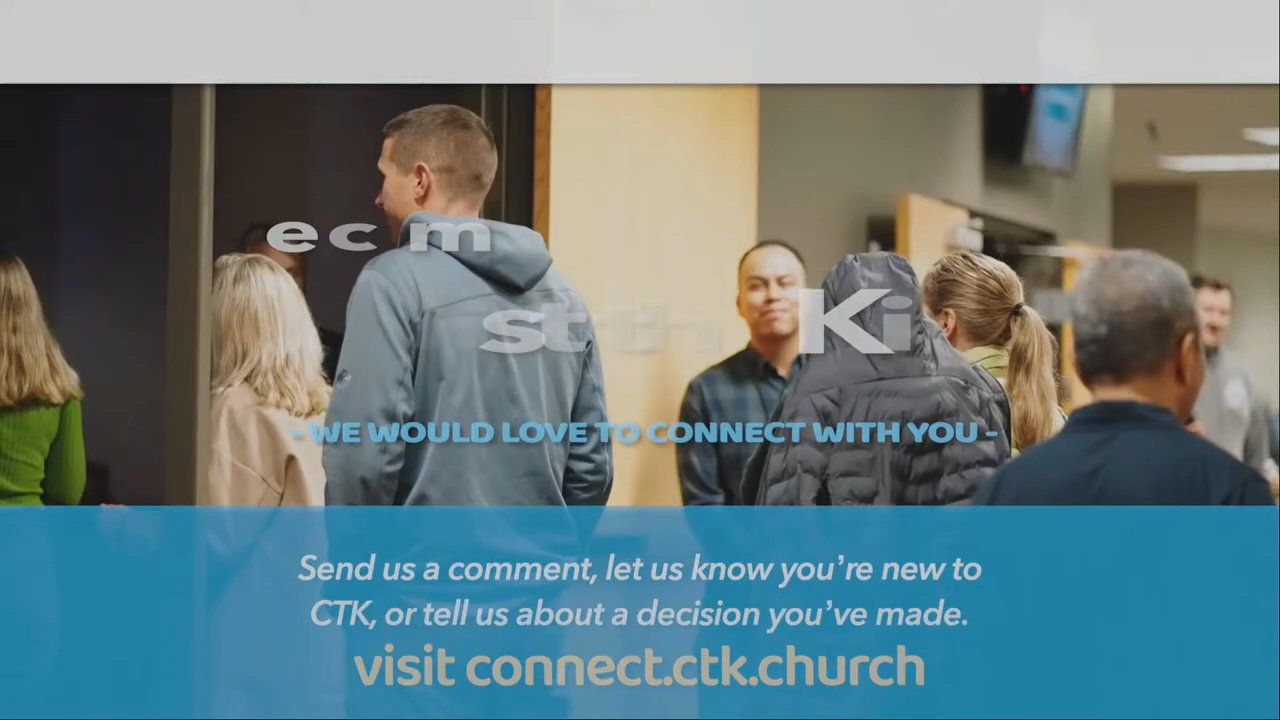 - WE WOULD LOVE TO CONNECT WITH YOU -
Send us a comment, let us know you're new to
CTK, or tell us about a decision you've made.
visit connect.ctk.church